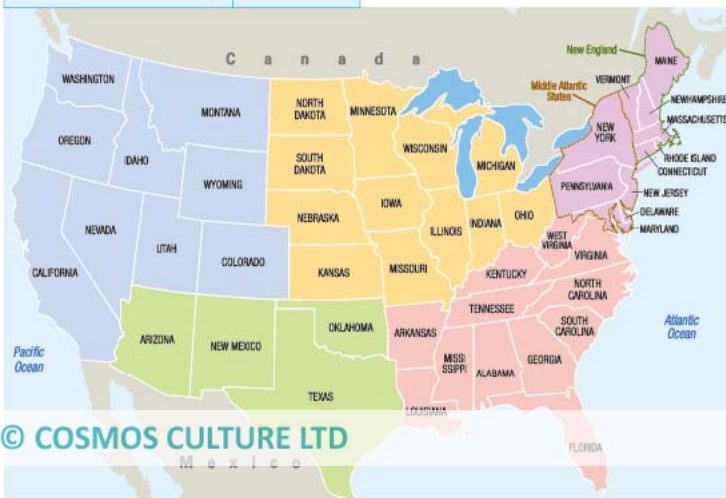 Canada
New England
MAINE
WASHINGTON
VERMONT
Middle Atlantic
States
NEWHAMPSHIRE
MONTANA
NORTH
DAKOTA
MINNESOTA
MASSACHUSETTS
OREGON
NEW
YORK
WISCONSIN
IDAHO
SOUTH
DAKOTA
MICHIGAN
RHODE ISLAND
CONNECTICUT
WYOMING
PENNSYLVANIA
NEW JERSEY
IOWA
NEBRASKA
OHIO
DELAWARE
NEVADA
ILLINOIS
INDIANA
MARYLAND
UTAH
WEST
VIRGINIA
VIRGINIA
COLORADO
CALIFORNIA
KANSAS
MISSOURI
KENTUCKY
NORTH
CAROLINA
TENNESSEE
OKLAHOMA
ARKANSAS
SOUTH
CAROLINA
Atlantic
Ocean
ARIZONA
NEW MEXICO
Pacific
Ocean
MISSI
SSIPPI
ALABAMA
GEORGIA
TEXAS
LOUISIANA
© COSMOS CULTURE LTD
FLORIDA
Mexico